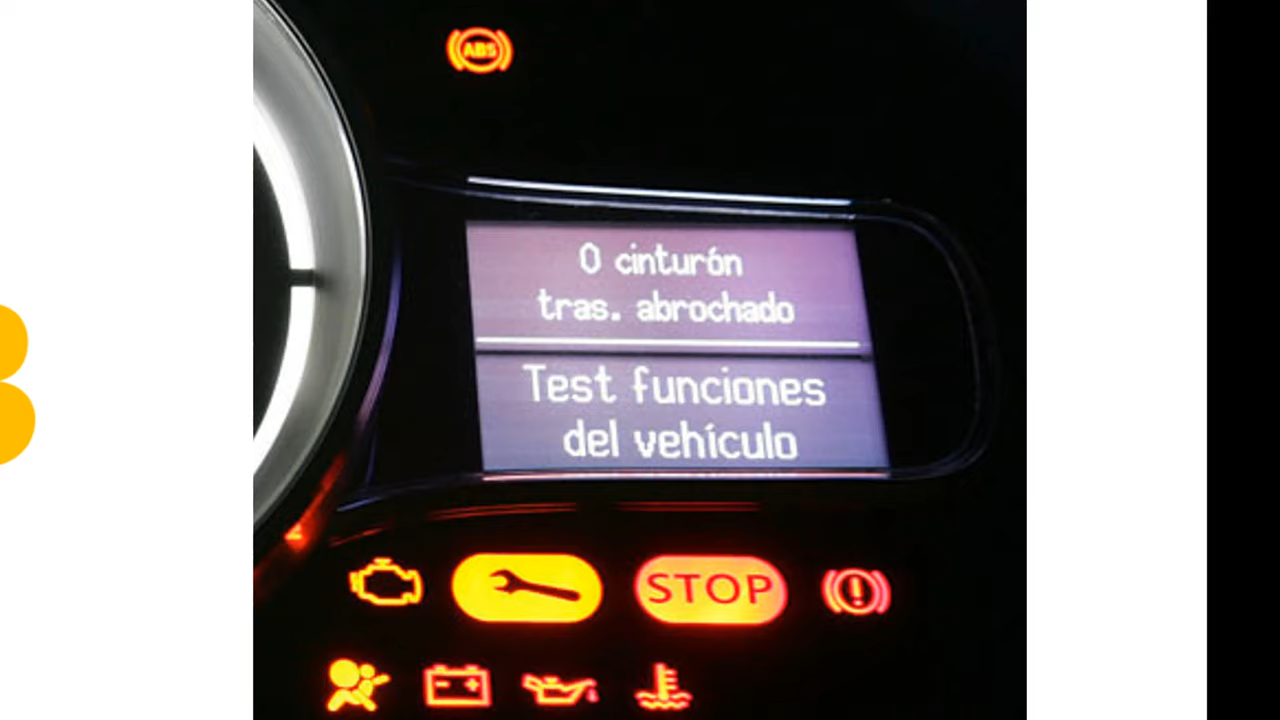 ABS
0 cinturón
tras. abrochado
Test funciones
del vehículo
STOP